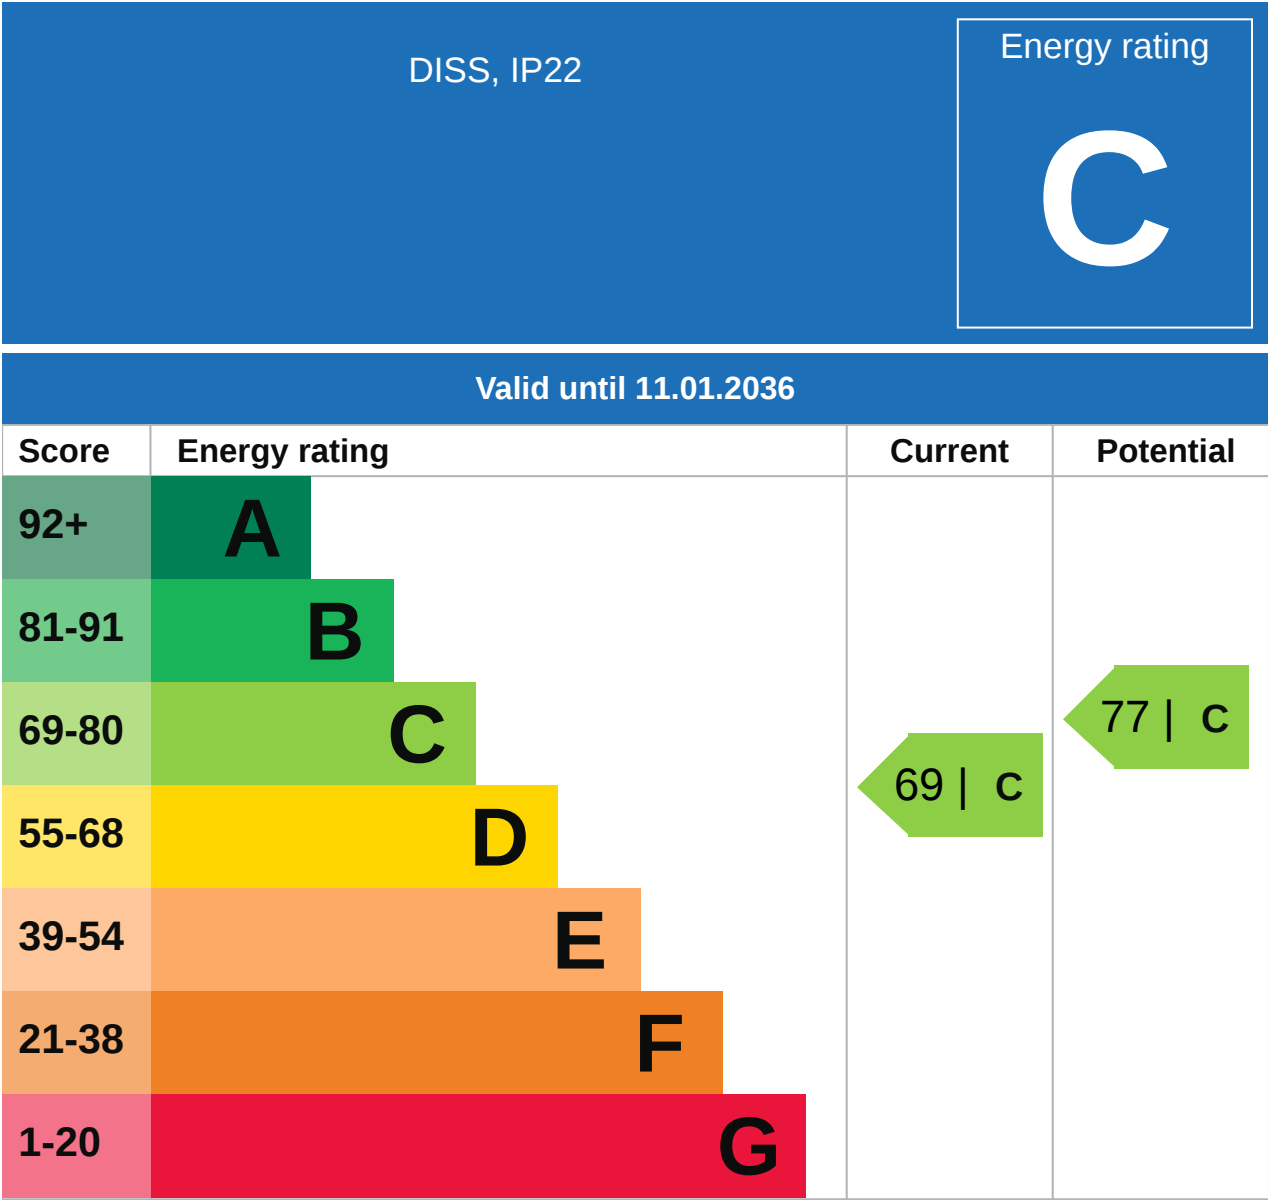 DISS, IP22
Energy rating
C
Valid until 11.01.2036
Score Energy rating Current Potential
92+ A
81-91 B
69-80 C
77 | C
69 | C
55-68 D
39-54 E
21-38 F
1-20 G